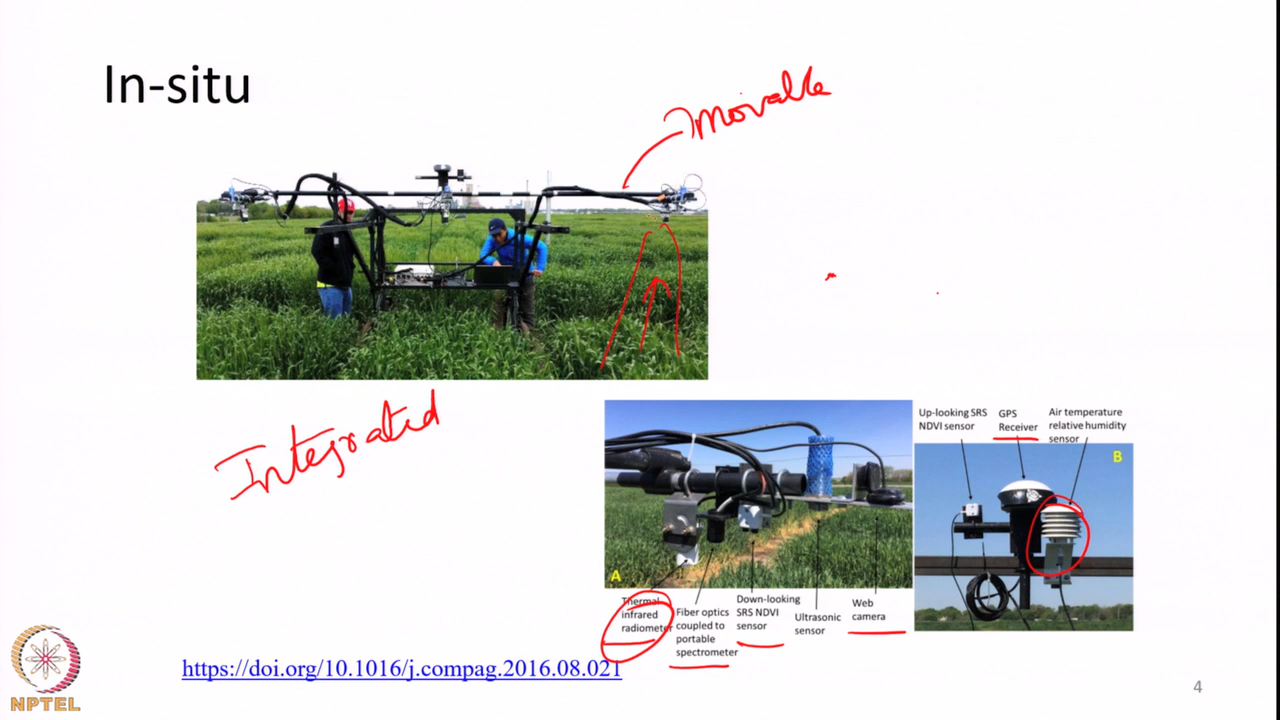 In-situ
Movable
Integrated
Up-looking SRS
NDVI sensor
GPS
Receiver
Air temperature
relative humidity
sensor
B
A
Thermal
infrared
radiometer
Fiber optics
coupled to
portable
spectrometer
Down-looking
SRS NDVI
sensor
Ultrasonic
sensor
Web
camera
https://doi.org/10.1016/j.compag.2016.08.021
NPTEL
4